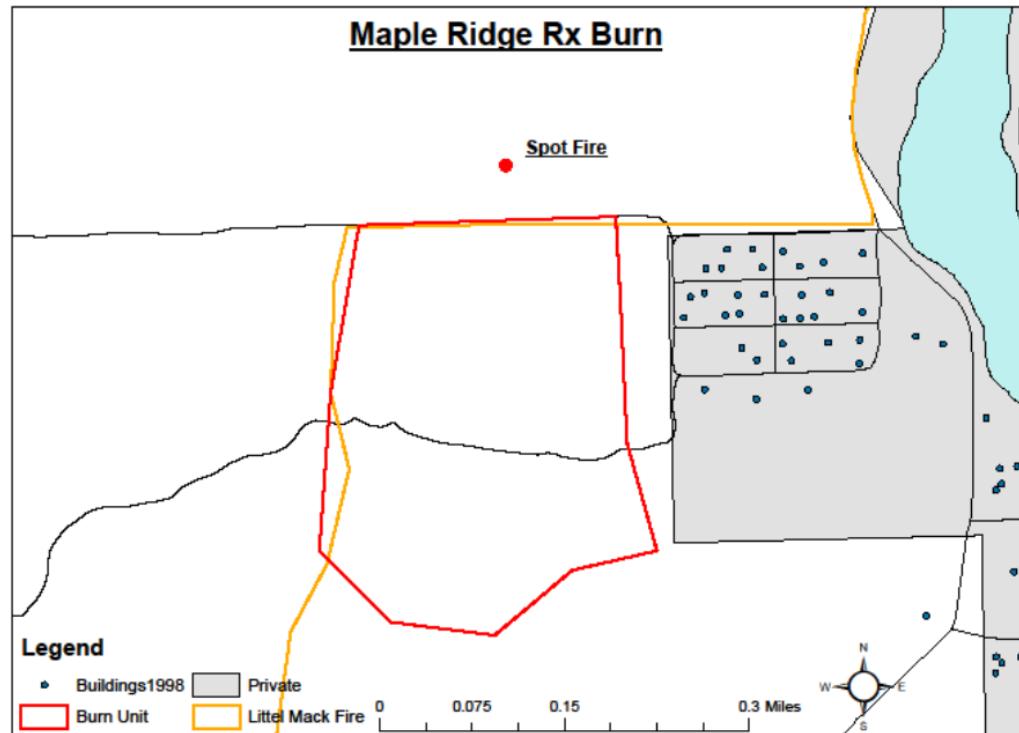 Maple Ridge Rx Burn
Spot Fire
Legend
Buildings1998 Private
Burn Unit Littel Mack Fire
0 0.075 0.15 0.3 Miles
N
W E
S